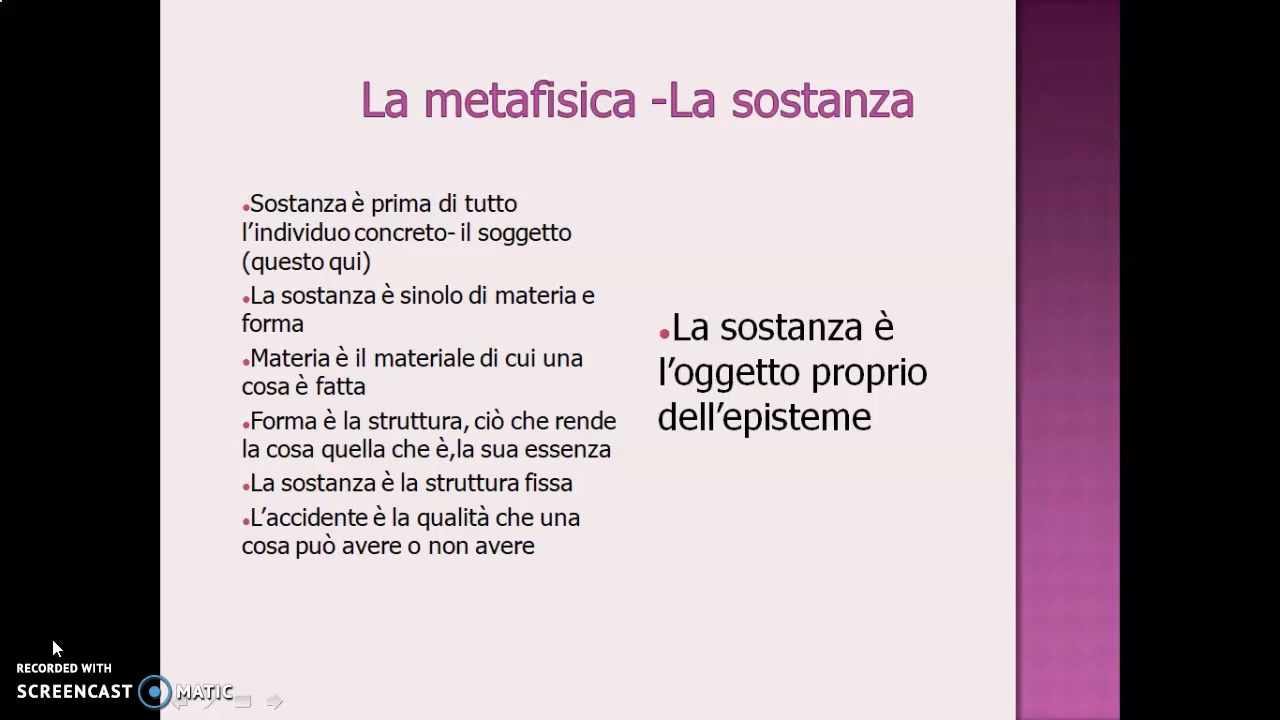 La metafisica -La sostanza
•Sostanza è prima di tutto
l’individuo concreto- il soggetto
(questo qui)
•La sostanza è sinolo di materia e
forma
•Materia è il materiale di cui una
cosa è fatta
•Forma è la struttura, ciò che rende
la cosa quella che è,la sua essenza
•La sostanza è la struttura fissa
•L’accidente è la qualità che una
cosa può avere o non avere
•La sostanza è
l’oggetto proprio
dell’episteme
RECORDED WITH
SCREENCAST MATIC